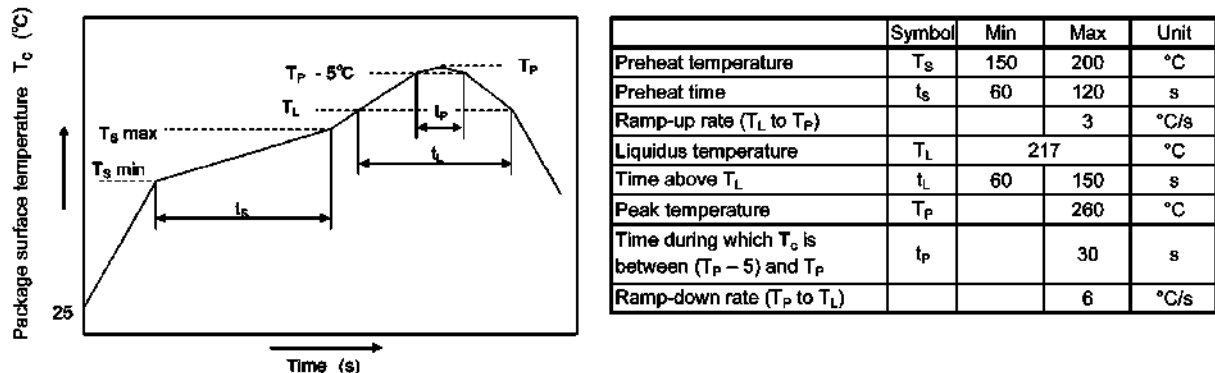 Package surface temperature T_C (°C)
T_P - 5°C
T_P
T_L
T_S max
T_S min
t_P
t_L
t_S
25
Time (s)
Symbol Min Max Unit
Preheat temperature T_S 150 200 °C
Preheat time t_S 60 120 s
Ramp-up rate (T_L to T_P) 3 °C/s
Liquidus temperature T_L 217 °C
Time above T_L t_L 60 150 s
Peak temperature T_P 260 °C
Time during which T_c is
between (T_P – 5) and T_P t_P 30 s
Ramp-down rate (T_P to T_L) 6 °C/s